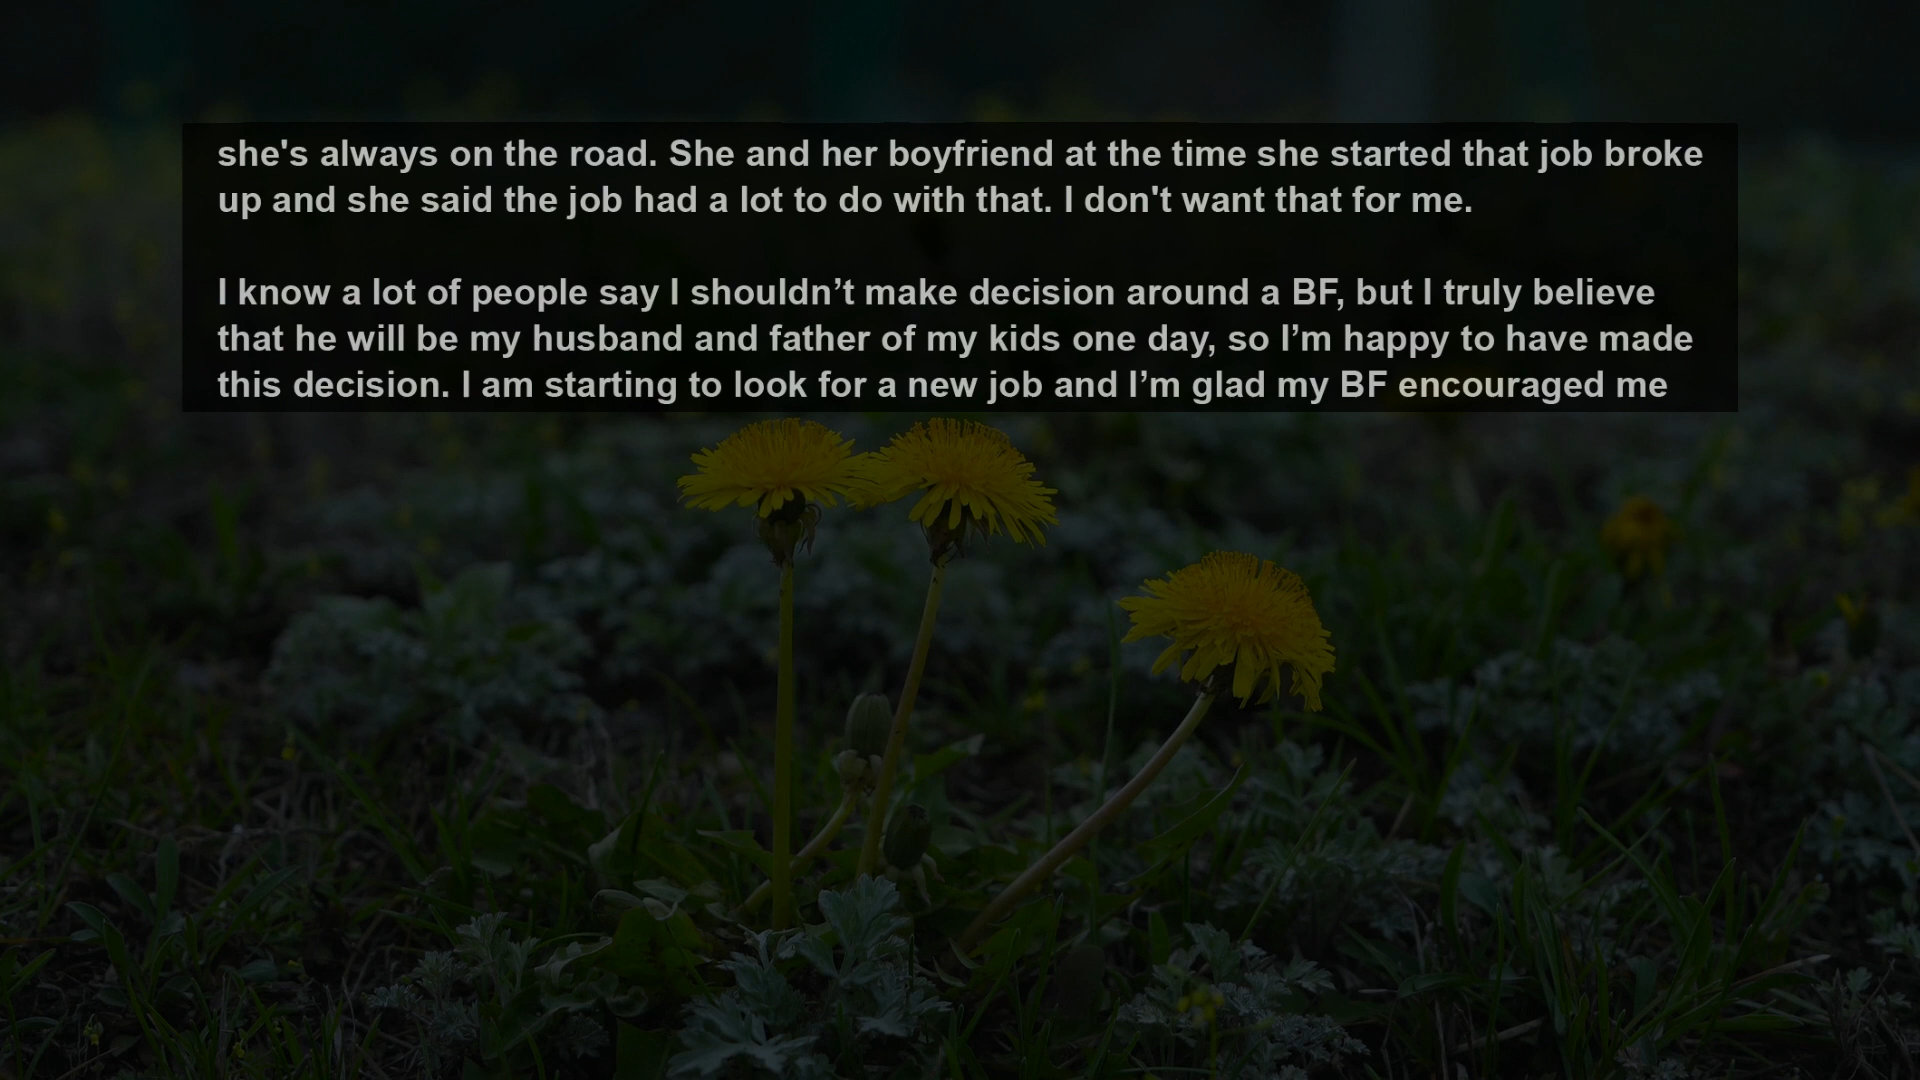 she's always on the road. She and her boyfriend at the time she started that job broke
up and she said the job had a lot to do with that. I don't want that for me.
I know a lot of people say I shouldn’t make decision around a BF, but I truly believe
that he will be my husband and father of my kids one day, so I’m happy to have made
this decision. I am starting to look for a new job and I’m glad my BF encouraged me